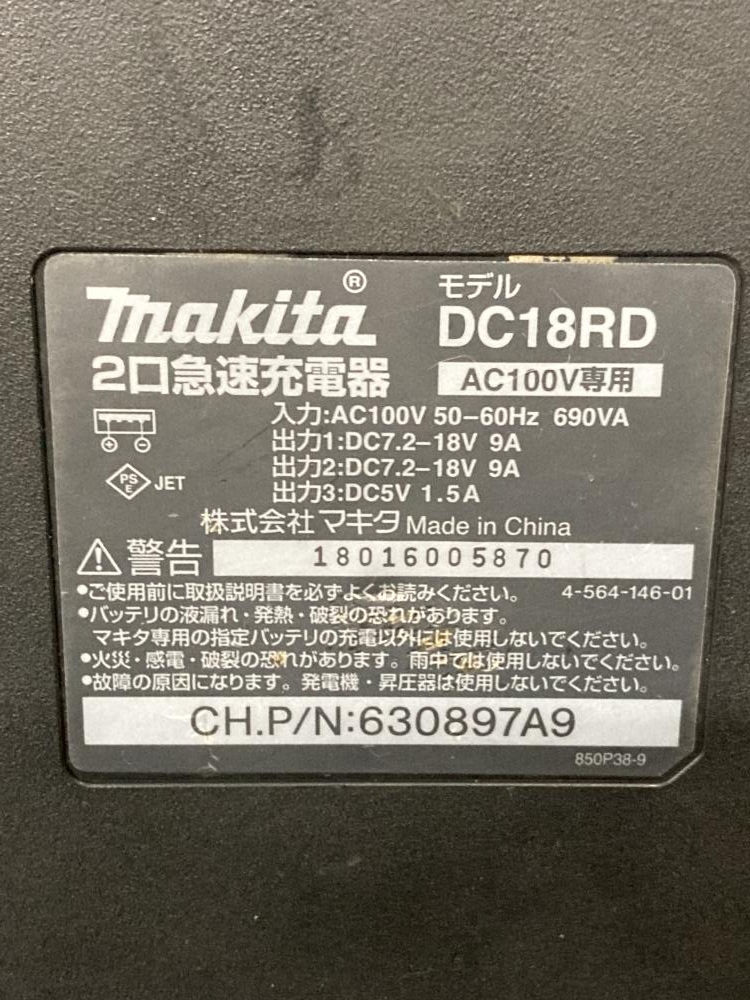 makita®
モデル
DC18RD
2口急速充電器
AC100V専用
入力:AC100V 50-60Hz 690VA
出力1:DC7.2-18V 9A
出力2:DC7.2-18V 9A
PS
E
JET
出力3:DC5V 1.5A
株式会社マキタ Made in China
警告
18016005870
•ご使用前に取扱説明書を必ずよくお読みください。 4-564-146-01
•バッテリの液漏れ・発熱・破裂の恐れがあります。
マキタ専用の指定バッテリの充電以外には使用しないでください。
•火災・感電・破裂の恐れがあります。雨中では使用しないでください。
•故障の原因になります。発電機・昇圧器は使用しないでください。
CH.P/N:630897A9
850P38-9